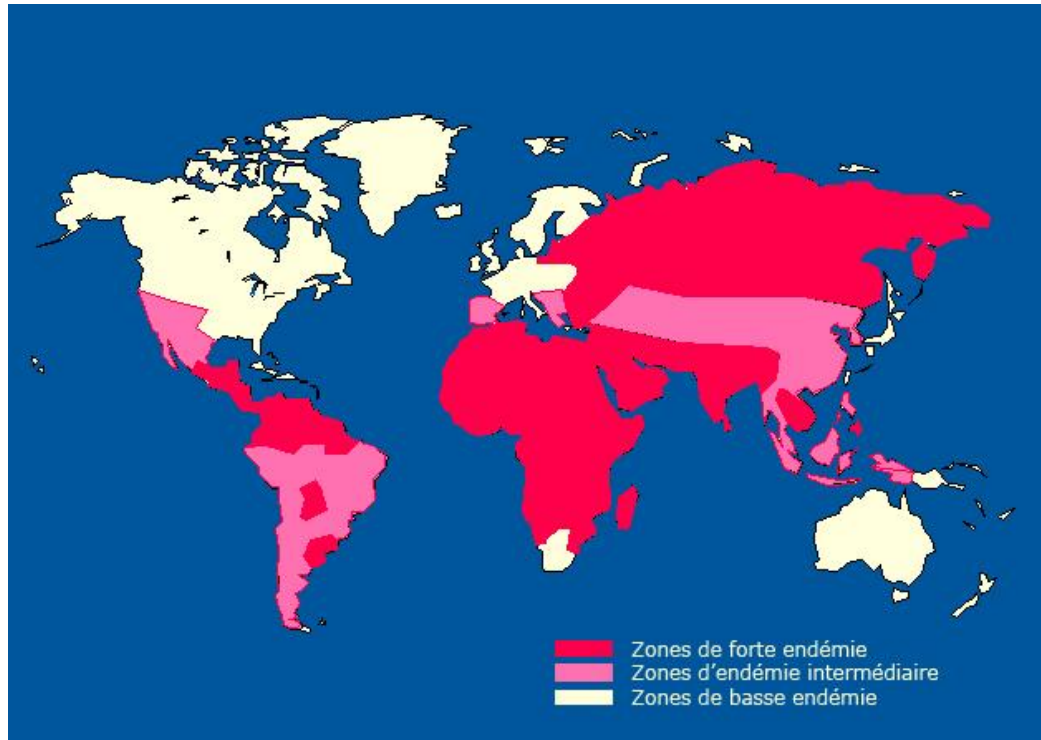 Zones de forte endémie
Zones d'endémie intermédiaire
Zones de basse endémie